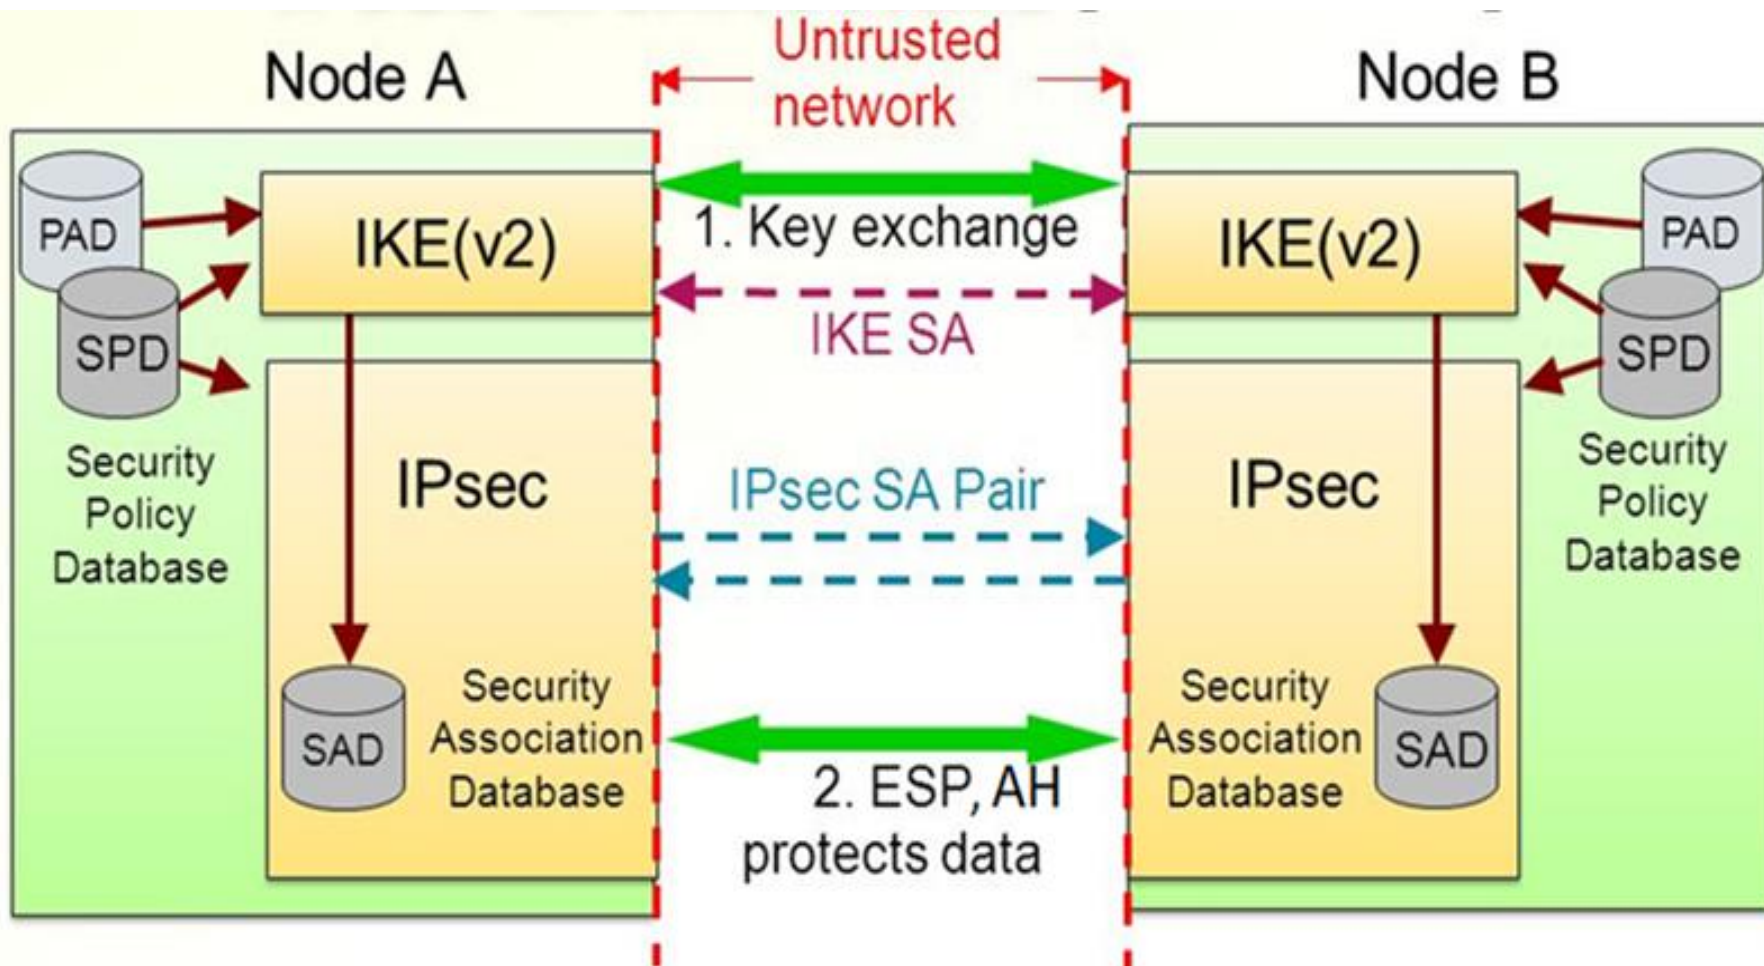 Node A
Untrusted
network
Node B
PAD
IKE(v2)
1. Key exchange
IKE(v2)
PAD
SPD
IKE SA
SPD
Security
Policy
Database
IPsec
IPsec SA Pair
IPsec
Security
Policy
Database
SAD
Security
Association
Database
2. ESP, AH
protects data
Security
Association
Database
SAD